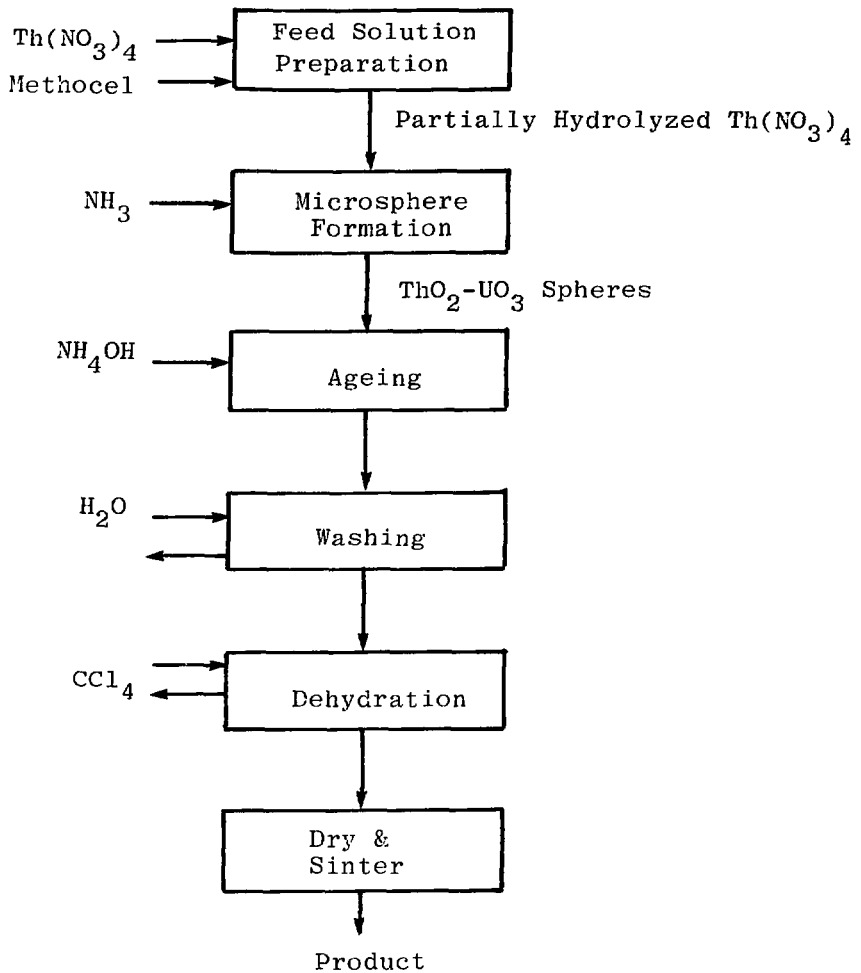 Th(NO3)4
Methocel
Feed Solution
Preparation
Partially Hydrolyzed Th(NO3)4
NH3
Microsphere
Formation
ThO2-UO3 Spheres
NH4OH
Ageing
H2O
Washing
CCl4
Dehydration
Dry &
Sinter
Product